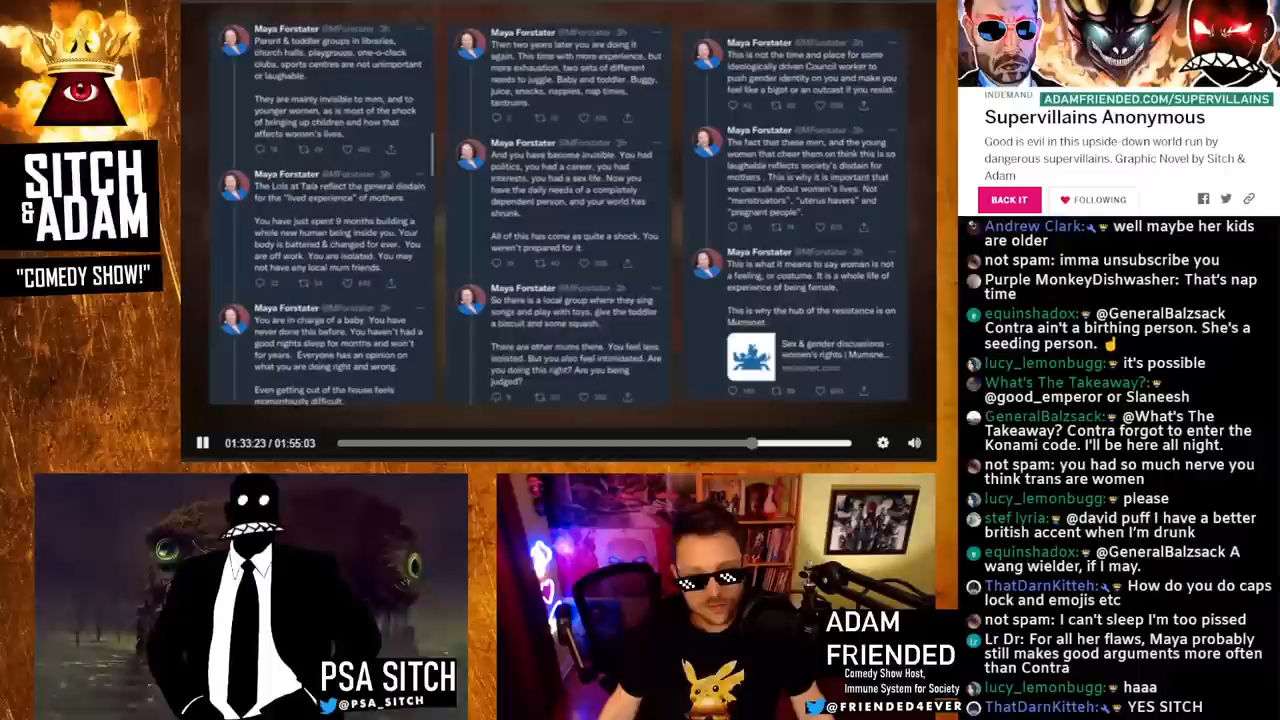 SITCH
& ADAM
"COMEDY SHOW!"
Maya Forstater @MForstater 3h
Parent & toddler groups in libraries,
church halls, playgroups, one-o-clock
clubs, sports centres are not unimportant
or laughable.
They are mainly invisible to men, and to
younger women, as is most of the shock
of bringing up children and how that
affects women's lives.
Maya Forstater @MForstater 3h
The Lols at Tala reflect the general disdain
for the "lived experience" of mothers.
You have just spent 9 months building a
whole new human being inside you. Your
body is battered & changed for ever. You
are off work. You are isolated. You may
not have any local mum friends.
Maya Forstater @MForstater
You are in charge of a baby. You have
never done this before. You haven't had a
good nights sleep for months and won't
for years. Everyone has an opinion on
what you are doing right and wrong.
Even getting out of the house feels
momentously difficult.
Maya Forstater @MForstater 3h
Then two years later you are doing it
again. This time with more experience, but
more exhaustion, two sets of different
needs to juggle. Baby and toddler. Buggy,
juice, snacks, nappies, nap times,
tantrums.
Maya Forstater @MForstater
And you have become invisible. You had
politics, you had a career, you had
interests, you had a sex life. Now you
have the daily needs of a completely
dependent person, and your world has
shrunk.
All of this has come as quite a shock. You
weren't prepared for it.
Maya Forstater @MForstater
So there is a local group where they sing
songs and play with toys, give the toddler
a biscuit and some squash.
There are other mums there. You feel less
isolated. But you also feel intimidated. Are
you doing this right? Are you being
judged?
Maya Forstater @MForstater 3h
This is not the time and place for some
ideologically driven Council worker to
push gender identity on you and make you
feel like a bigot or an outcast if you resist.
Maya Forstater @MForstater 3h
The fact that these men, and the young
women that cheer them on think this is so
laughable reflects society's disdain for
mothers . This is why it is important that
we can talk about women's lives. Not
"menstruators", "uterus havers" and
"pregnant people".
Maya Forstater @MForstater 3h
This is what it means to say woman is not
a feeling, or costume. It is a whole life of
experience of being female.
This is why the hub of the resistance is on
Mumsnet
Sex & gender discussions -
women's rights | Mumsne...
01:33:23 / 01:55:03
PSA SITCH
@PSA_SITCH
ADAM
FRIENDED
Comedy Show Host,
Immune System for Society
@FRIENDED4EVER
INDEMAND
ADAMFRIENDED.COM/SUPERVILLAINS
Supervillains Anonymous
Good is evil in this upside-down world run by
dangerous supervillains. Graphic Novel by Sitch &
Adam
BACK IT
FOLLOWING
Andrew Clark: well maybe her kids
are older
not spam: imma unsubscribe you
Purple MonkeyDishwasher: That's nap
time
equinshadox: @GeneralBalzsack
Contra ain't a birthing person. She's a
seeding person.
lucy_lemonbugg: it's possible
What's The Takeaway?:
@good_emperor or Slaneesh
GeneralBalzsack: @What's The
Takeaway? Contra forgot to enter the
Konami code. I'll be here all night.
not spam: you had so much nerve you
think trans are women
lucy_lemonbugg: please
stef lyria: @david puff I have a better
british accent when I'm drunk
equinshadox: @GeneralBalzsack A
wang wielder, if I may.
ThatDarnKitteh: How do you do caps
lock and emojis etc
not spam: I can't sleep I'm too pissed
Lr Dr: For all her flaws, Maya probably
still makes good arguments more often
than Contra
lucy_lemonbugg: haaa
ThatDarnKitteh: YES SITCH